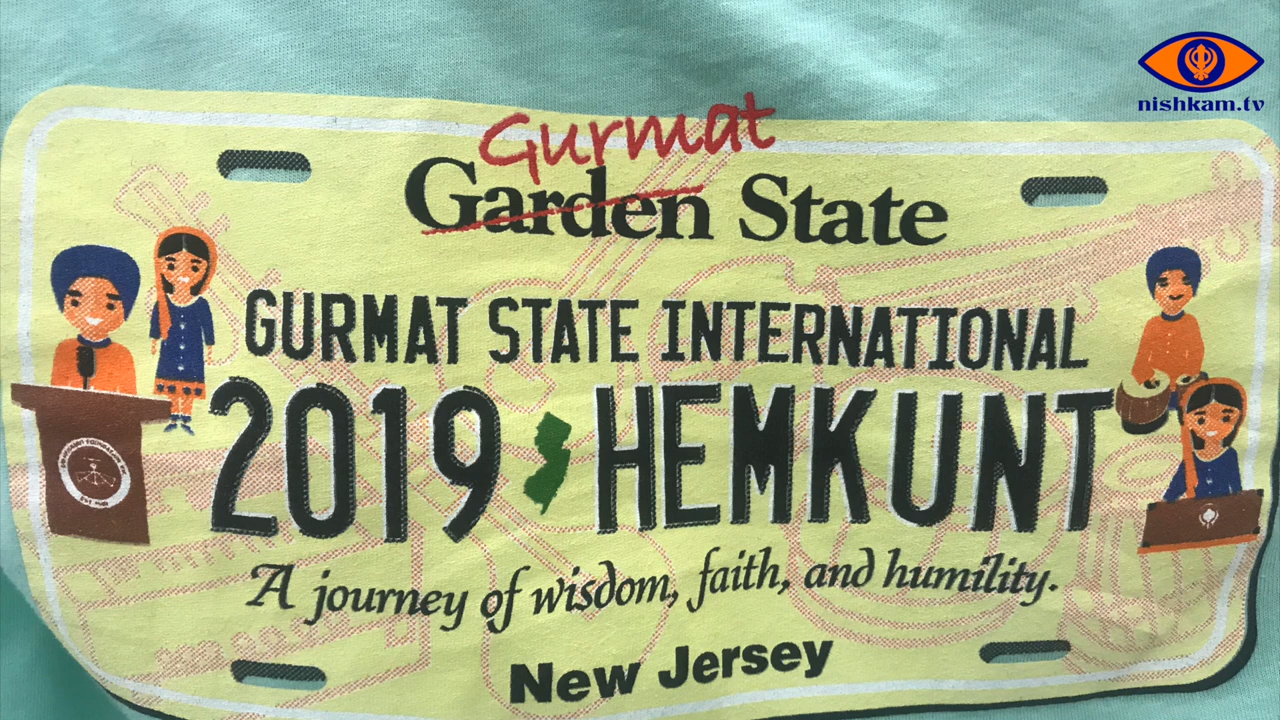 nishkam.tv
Gurmat
Garden State
GURMAT STATE INTERNATIONAL
2019 HEMKUNT
A journey of wisdom, faith, and humility.
New Jersey